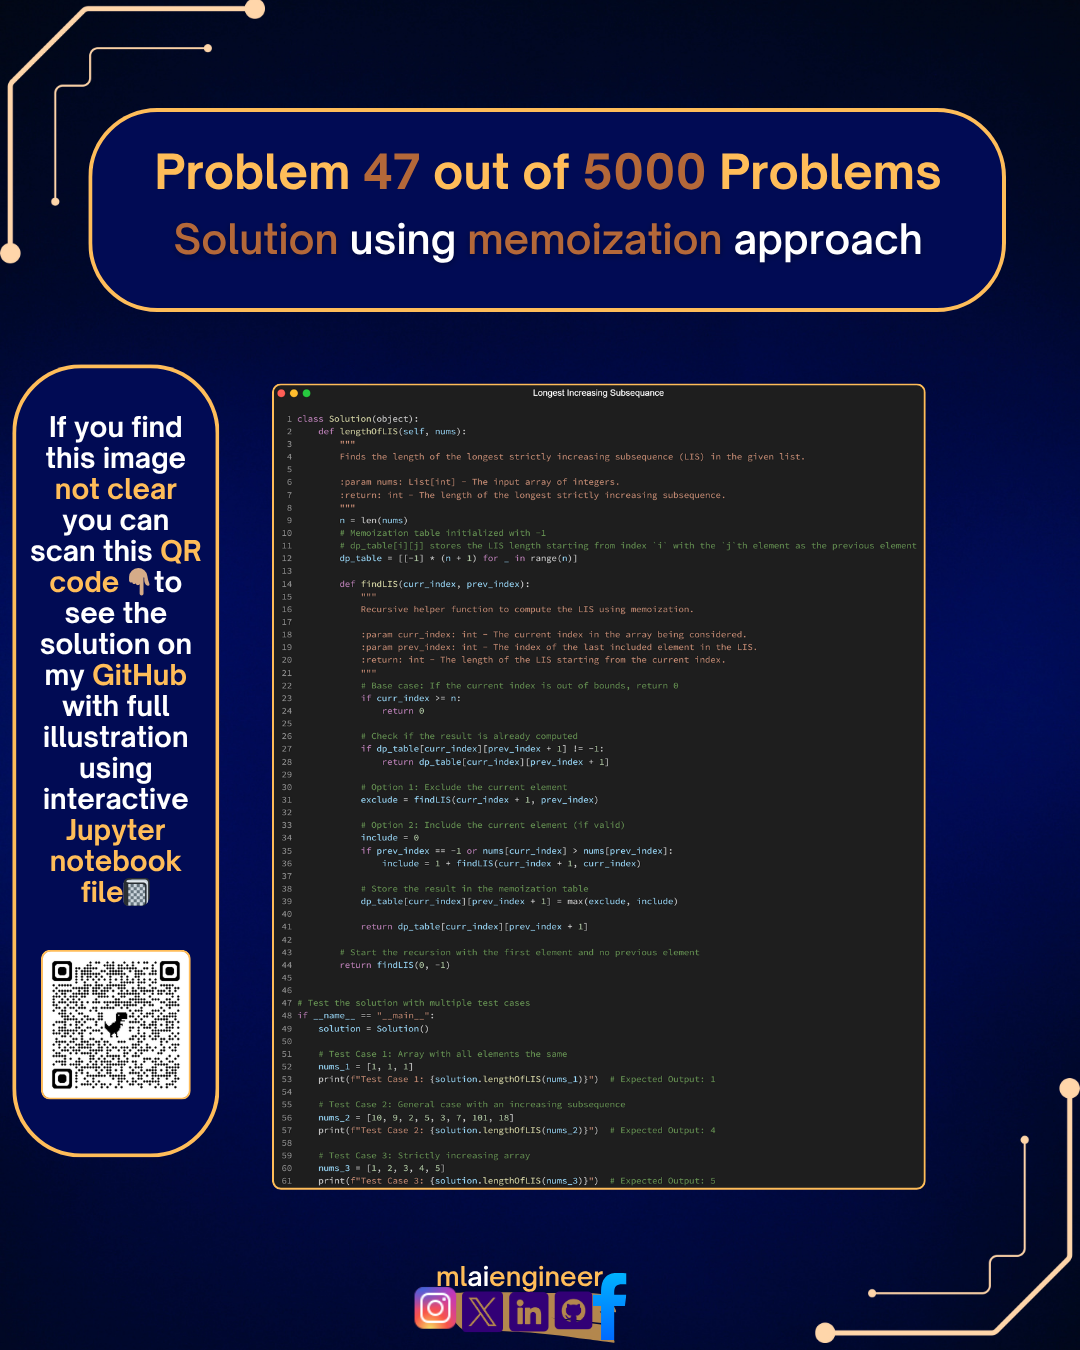 Problem 47 out of 5000 Problems
Solution using memoization approach
If you find
this image
not clear
you can
scan this QR
code 👇🏽to
see the
solution on
my GitHub
with full
illustration
using
interactive
Jupyter
notebook
file
Longest Increasing Subsequance
1 class Solution(object):
2     def lengthOfLIS(self, nums):
3         """
4         Finds the length of the longest strictly increasing subsequence (LIS) in the given list.
5
6         :param nums: List[int] - The input array of integers.
7         :return: int - The length of the longest strictly increasing subsequence.
8         """
9         n = len(nums)
10         # Memoization table initialized with -1
11         # dp_table[i][j] stores the LIS length starting from index `i` with the `j`th element as the previous element
12         dp_table = [[-1] * (n + 1) for _ in range(n)]
13
14         def findLIS(curr_index, prev_index):
15             """
16             Recursive helper function to compute the LIS using memoization.
17
18             :param curr_index: int - The current index in the array being considered.
19             :param prev_index: int - The index of the last included element in the LIS.
20             :return: int - The length of the LIS starting from the current index.
21             """
22             # Base case: If the current index is out of bounds, return 0
23             if curr_index >= n:
24                 return 0
25
26             # Check if the result is already computed
27             if dp_table[curr_index][prev_index + 1] != -1:
28                 return dp_table[curr_index][prev_index + 1]
29
30             # Option 1: Exclude the current element
31             exclude = findLIS(curr_index + 1, prev_index)
32
33             # Option 2: Include the current element (if valid)
34             include = 0
35             if prev_index == -1 or nums[curr_index] > nums[prev_index]:
36                 include = 1 + findLIS(curr_index + 1, curr_index)
37
38             # Store the result in the memoization table
39             dp_table[curr_index][prev_index + 1] = max(exclude, include)
40
41             return dp_table[curr_index][prev_index + 1]
42
43         # Start the recursion with the first element and no previous element
44         return findLIS(0, -1)
45
46
47 # Test the solution with multiple test cases
48 if __name__ == "__main__":
49     solution = Solution()
50
51     # Test Case 1: Array with all elements the same
52     nums_1 = [1, 1, 1]
53     print(f"Test Case 1: {solution.lengthOfLIS(nums_1)}")  # Expected Output: 1
54
55     # Test Case 2: General case with an increasing subsequence
56     nums_2 = [10, 9, 2, 5, 3, 7, 101, 18]
57     print(f"Test Case 2: {solution.lengthOfLIS(nums_2)}")  # Expected Output: 4
58
59     # Test Case 3: Strictly increasing array
60     nums_3 = [1, 2, 3, 4, 5]
61     print(f"Test Case 3: {solution.lengthOfLIS(nums_3)}")  # Expected Output: 5
mlaiengineer